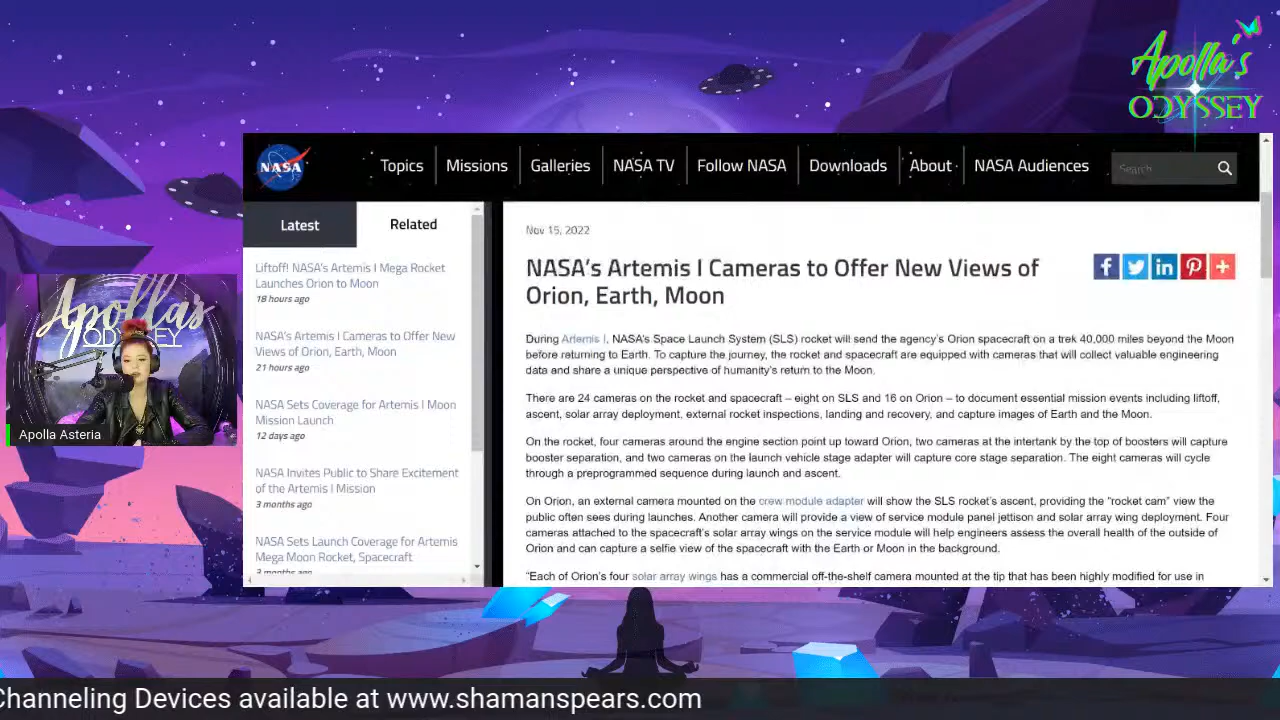 Apolla's
ODYSSEY
NASA
Topics
Missions
Galleries
NASA TV
Follow NASA
Downloads
About
NASA Audiences
Search
Latest
Related
Liftoff! NASA's Artemis I Mega Rocket
Launches Orion to Moon
18 hours ago
NASA's Artemis I Cameras to Offer New
Views of Orion, Earth, Moon
21 hours ago
NASA Sets Coverage for Artemis I Moon
Mission Launch
12 days ago
NASA Invites Public to Share Excitement
of the Artemis I Mission
3 months ago
NASA Sets Launch Coverage for Artemis
Mega Moon Rocket, Spacecraft
3 months ago
Nov 15, 2022
NASA's Artemis I Cameras to Offer New Views of
Orion, Earth, Moon
During Artemis I, NASA's Space Launch System (SLS) rocket will send the agency's Orion spacecraft on a trek 40,000 miles beyond the Moon
before returning to Earth. To capture the journey, the rocket and spacecraft are equipped with cameras that will collect valuable engineering
data and share a unique perspective of humanity's return to the Moon.
There are 24 cameras on the rocket and spacecraft – eight on SLS and 16 on Orion – to document essential mission events including liftoff,
ascent, solar array deployment, external rocket inspections, landing and recovery, and capture images of Earth and the Moon.
On the rocket, four cameras around the engine section point up toward Orion, two cameras at the intertank by the top of boosters will capture
booster separation, and two cameras on the launch vehicle stage adapter will capture core stage separation. The eight cameras will cycle
through a preprogrammed sequence during launch and ascent.
On Orion, an external camera mounted on the crew module adapter will show the SLS rocket's ascent, providing the "rocket cam" view the
public often sees during launches. Another camera will provide a view of service module panel jettison and solar array wing deployment. Four
cameras attached to the spacecraft's solar array wings on the service module will help engineers assess the overall health of the outside of
Orion and can capture a selfie view of the spacecraft with the Earth or Moon in the background.
"Each of Orion's four solar array wings has a commercial off-the-shelf camera mounted at the tip that has been highly modified for use in
Apollas
ODYSSEY
Apolla Asteria
Channeling Devices available at www.shamanspears.com